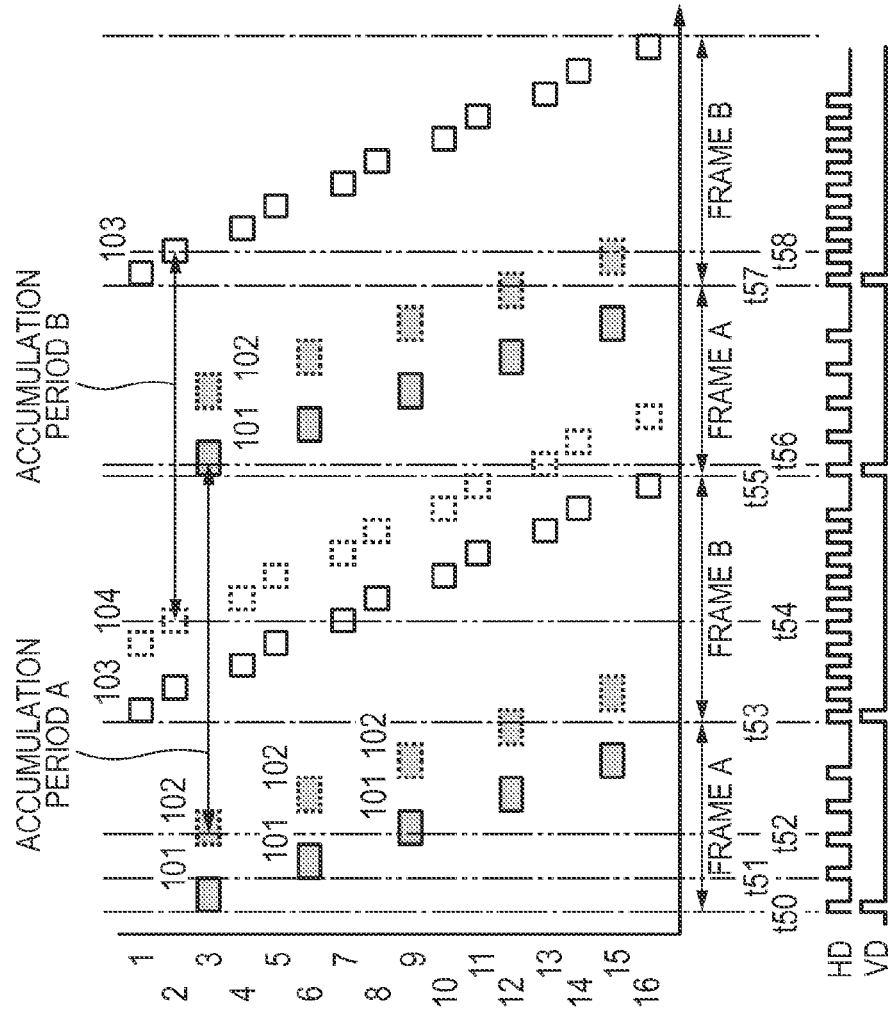 ACCUMULATION
PERIOD A
ACCUMULATION
PERIOD B
103
104
103
101
102
101
102
101
102
101
102
1
2
3
4
5
6
7
8
9
10
11
12
13
14
15
16
FRAME A
FRAME B
FRAME A
FRAME B
t50
t51
t52
t53
t54
t55
t56
t57
t58
HD
VD